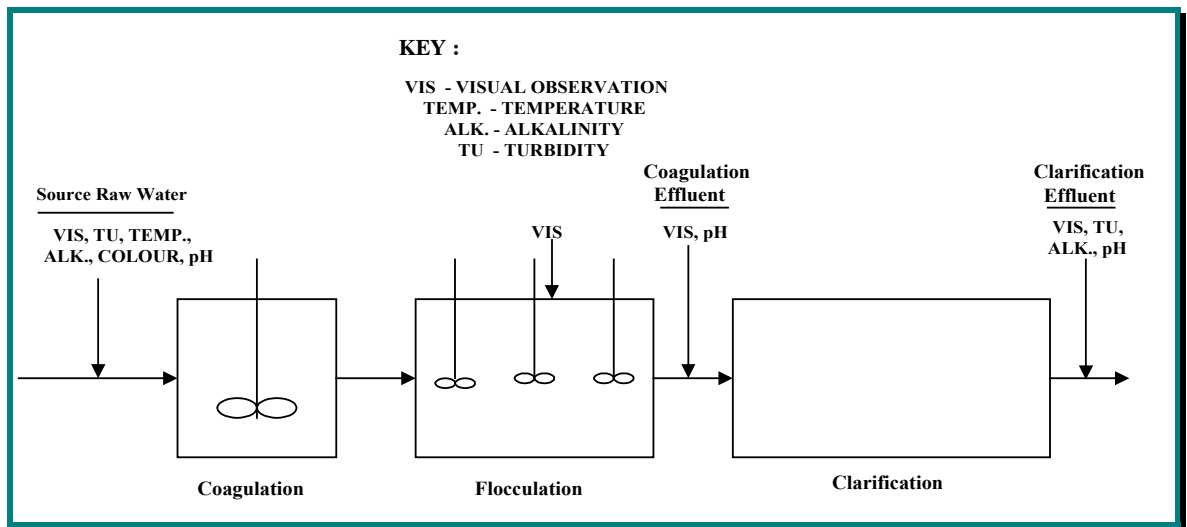 KEY :
VIS - VISUAL OBSERVATION
TEMP. - TEMPERATURE
ALK. - ALKALINITY
TU - TURBIDITY
Source Raw Water
VIS, TU, TEMP.,
ALK., COLOUR, pH
VIS
Coagulation
Effluent
VIS, pH
Clarification
Effluent
VIS, TU,
ALK., pH
Coagulation
Flocculation
Clarification